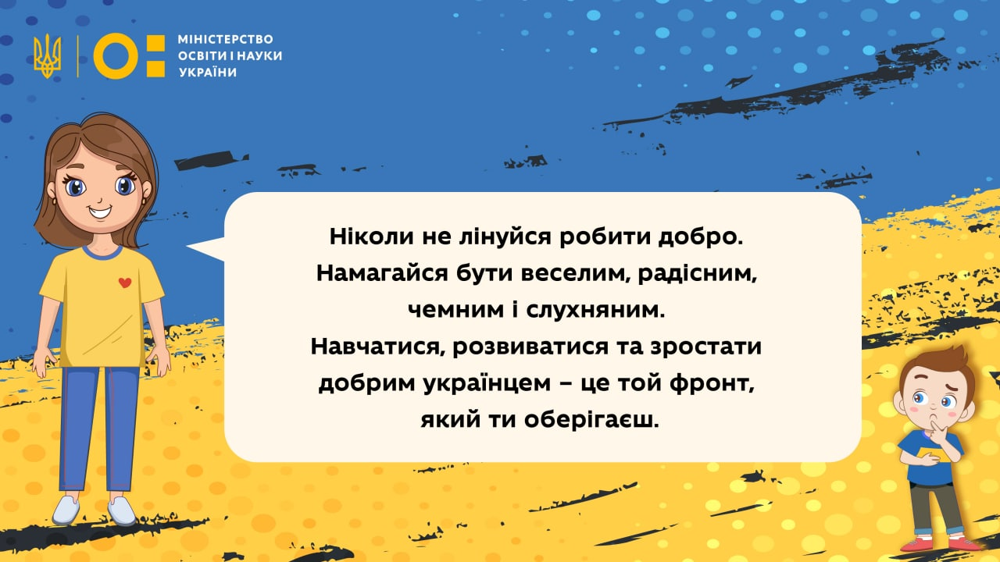 МІНІСТЕРСТВО
ОСВІТИ І НАУКИ
УКРАЇНИ
Ніколи не лінуйся робити добро.
Намагайся бути веселим, радісним,
чемним і слухняним.
Навчатися, розвиватися та зростати
добрим українцем – це той фронт,
який ти оберігаєш.